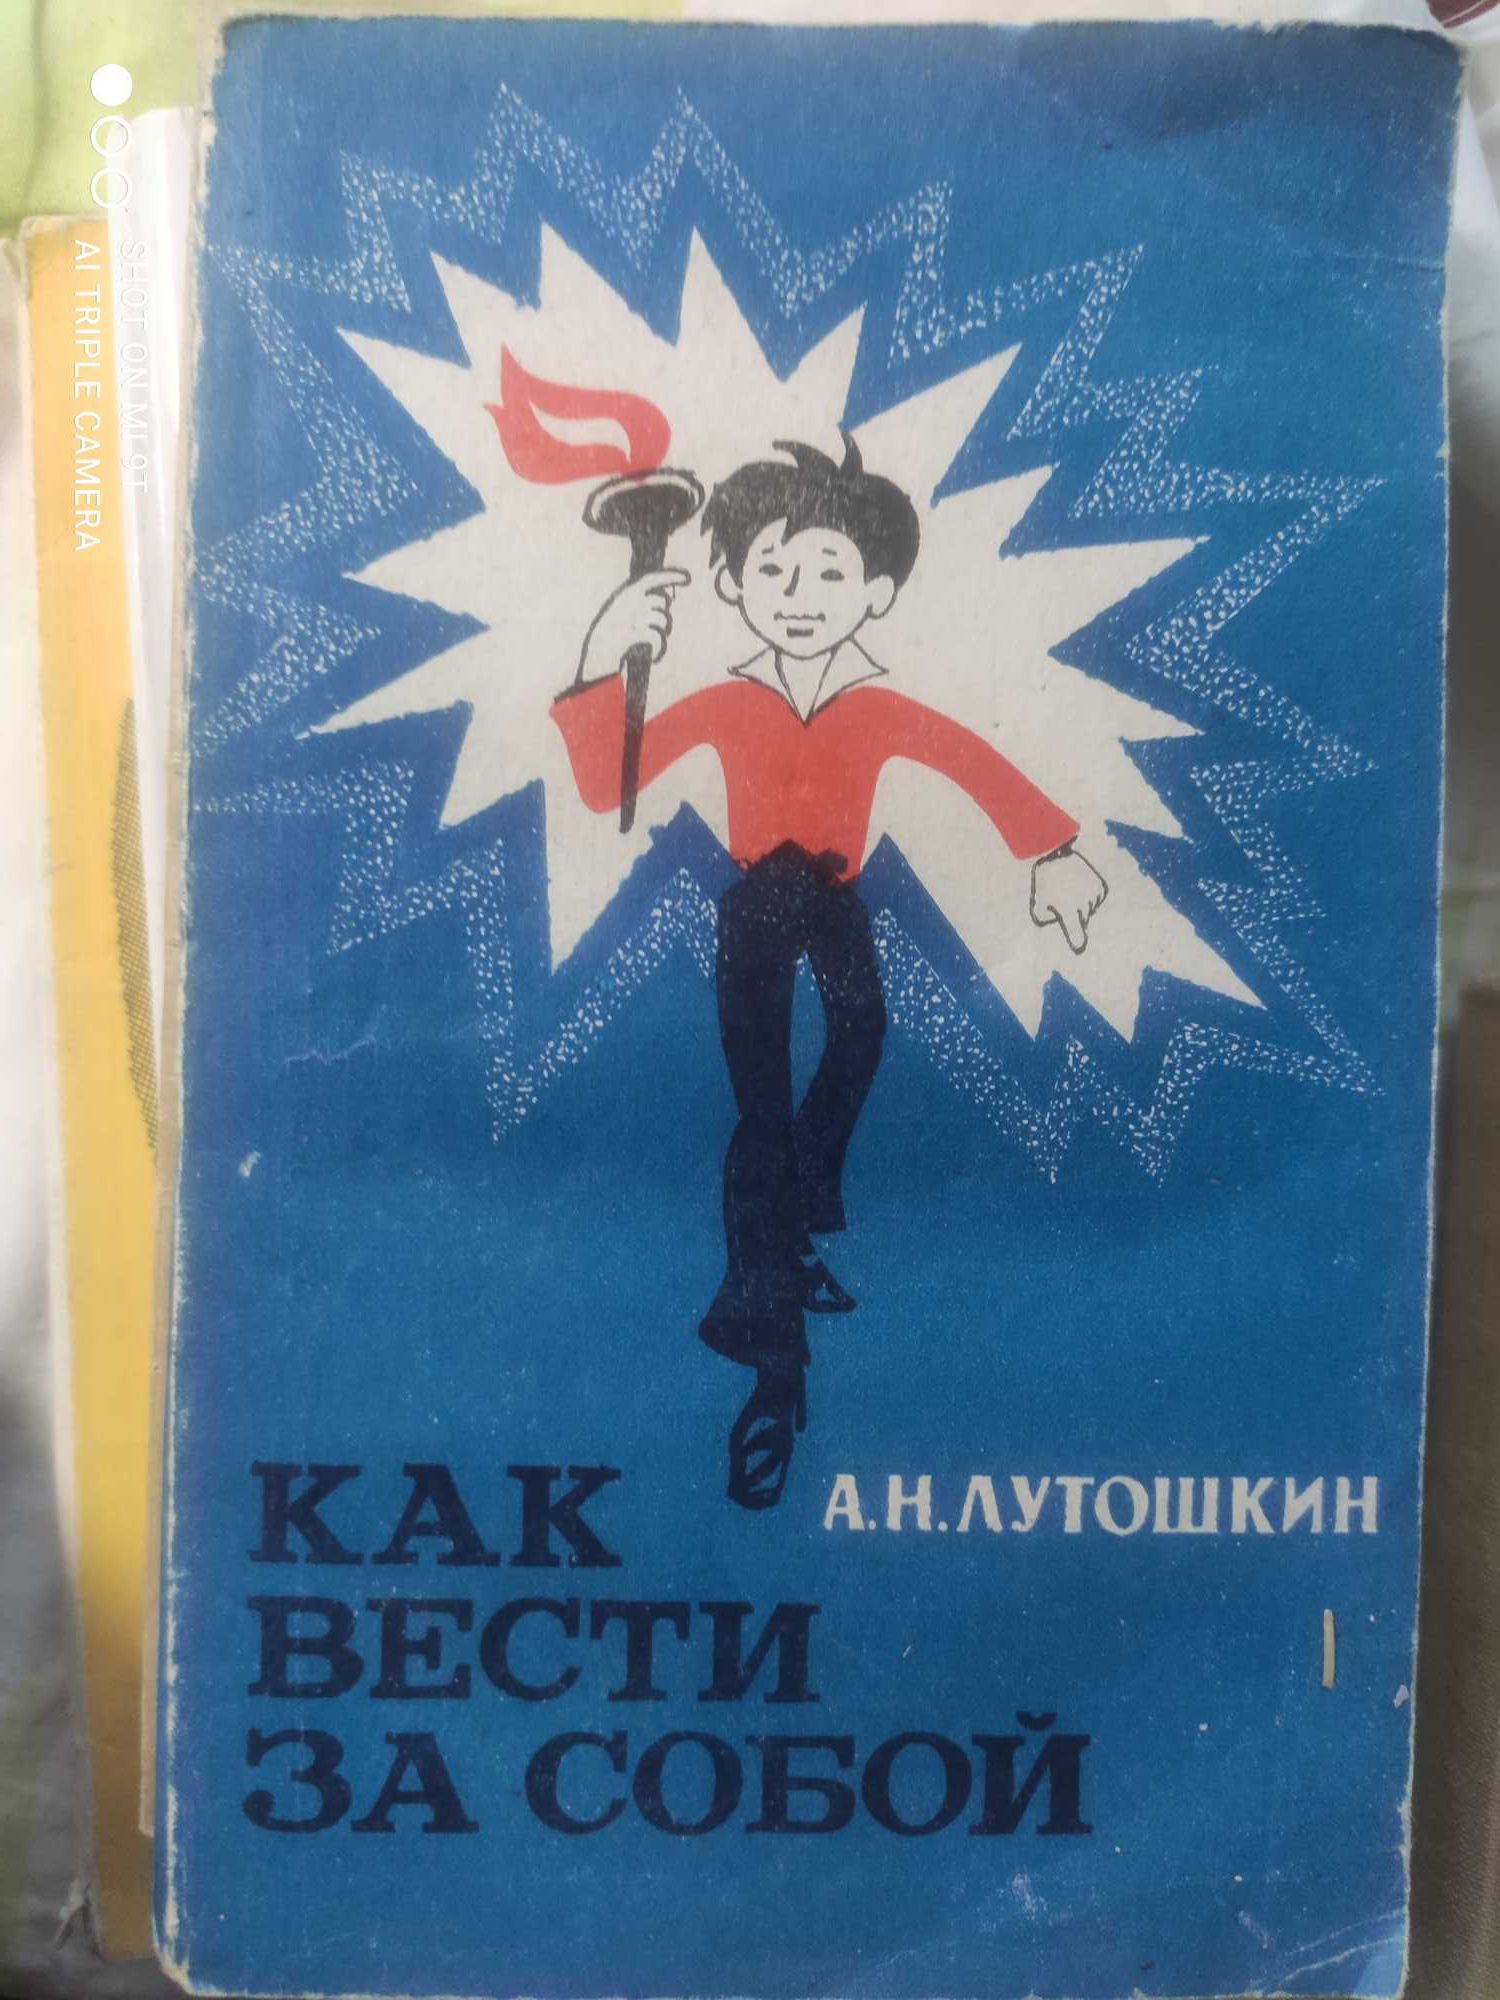 SHOT ON MI 9T
AI TRIPLE CAMERA
А.Н.ЛУТОШКИН
КАК
ВЕСТИ
ЗА СОБОЙ